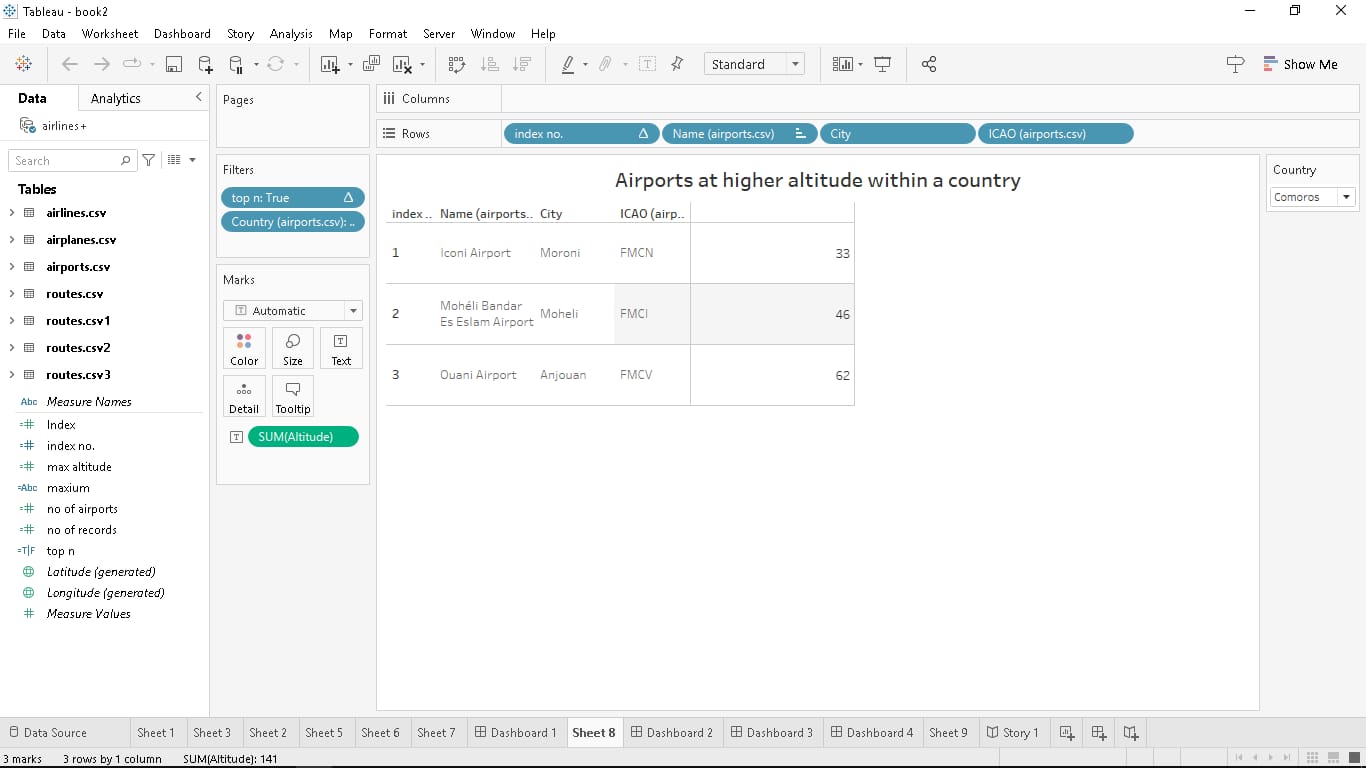 Tableau - book2
File Data Worksheet Dashboard Story Analysis Map Format Server Window Help
Standard
Show Me
Data Analytics
airlines+
Search
Tables
airlines.csv
airplanes.csv
airports.csv
routes.csv
routes.csv1
routes.csv2
routes.csv3
Abc Measure Names
Index
index no.
max altitude
=Abc maxium
no of airports
no of records
=T|F top n
Latitude (generated)
Longitude (generated)
Measure Values
Pages
Filters
top n: True
Country (airports.csv): ..
Marks
Automatic
Color Size Text
Detail Tooltip
SUM(Altitude)
Columns
Rows index no. Name (airports.csv) City ICAO (airports.csv)
Airports at higher altitude within a country
index .. Name (airports.. City ICAO (airp..
1 Iconi Airport Moroni FMCN 33
2 Mohéli Bandar
Es Eslam Airport Moheli FMCI 46
3 Ouani Airport Anjouan FMCV 62
Country
Comoros
Data Source Sheet 1 Sheet 3 Sheet 2 Sheet 5 Sheet 6 Sheet 7 Dashboard 1 Sheet 8 Dashboard 2 Dashboard 3 Dashboard 4 Sheet 9 Story 1
3 marks 3 rows by 1 column SUM(Altitude): 141